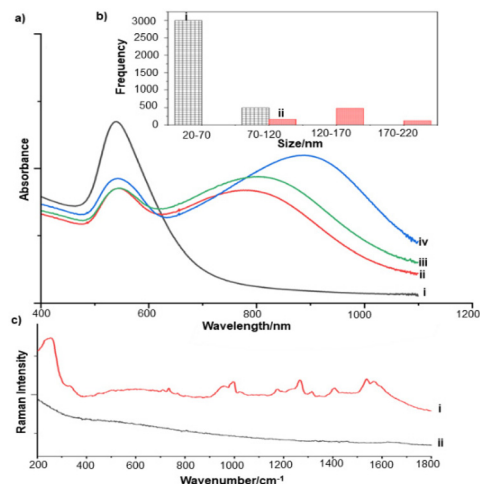 a)
b)
i
ii
3000
2500
2000
1500
1000
500
0
Frequency
20-70
70-120
120-170
170-220
Size/nm
Absorbance
iv
iii
ii
i
400
600
800
1000
1200
Wavelength/nm
c)
Raman Intensity
i
ii
200
400
600
800
1000
1200
1400
1600
1800
Wavenumber/cm-1